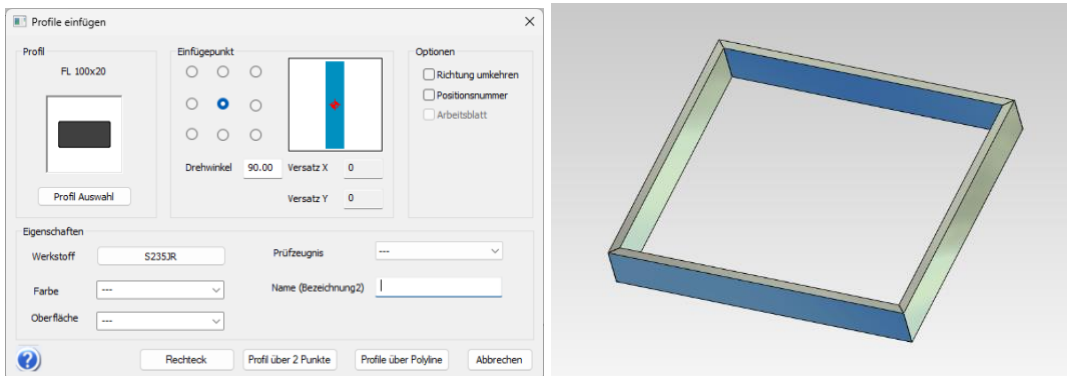 Profile einfügen
Profil
FL 100x20
Profil Auswahl
Einfügepunkt
Drehwinkel 90.00 Versatz X 0
Versatz Y 0
Optionen
Richtung umkehren
Positionsnummer
Arbeitsblatt
Eigenschaften
Werkstoff S235JR
Prüfzeugnis ---
Farbe ---
Name (Bezeichnung2)
Oberfläche ---
Rechteck Profil über 2 Punkte Profile über Polyline Abbrechen